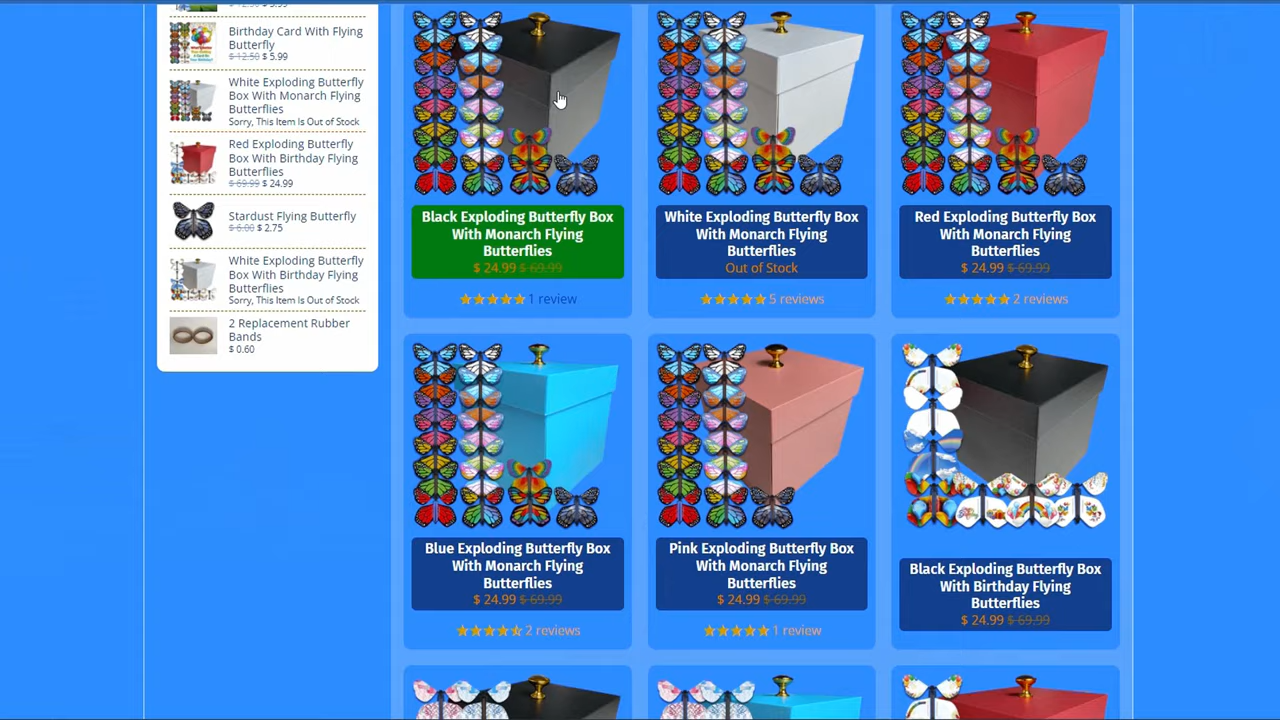 Birthday Card With Flying
Butterfly
$ 12.50 $ 5.99
White Exploding Butterfly
Box With Monarch Flying
Butterflies
Sorry, This Item Is Out of Stock
Red Exploding Butterfly
Box With Birthday Flying
Butterflies
$ 69.99 $ 24.99
Stardust Flying Butterfly
$ 6.00 $ 2.75
White Exploding Butterfly
Box With Birthday Flying
Butterflies
Sorry, This Item Is Out of Stock
2 Replacement Rubber
Bands
$ 0.60
Black Exploding Butterfly Box
With Monarch Flying
Butterflies
$ 24.99 $ 69.99
1 review
White Exploding Butterfly Box
With Monarch Flying
Butterflies
Out of Stock
5 reviews
Red Exploding Butterfly Box
With Monarch Flying
Butterflies
$ 24.99 $ 69.99
2 reviews
Blue Exploding Butterfly Box
With Monarch Flying
Butterflies
$ 24.99 $ 69.99
2 reviews
Pink Exploding Butterfly Box
With Monarch Flying
Butterflies
$ 24.99 $ 69.99
1 review
Black Exploding Butterfly Box
With Birthday Flying
Butterflies
$ 24.99 $ 69.99